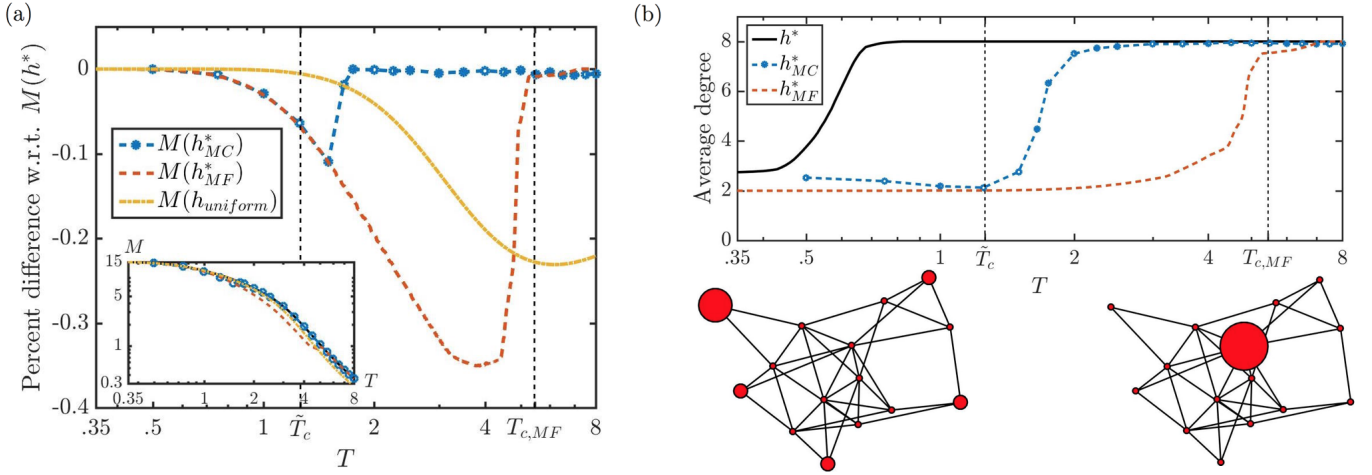 (a)
Percent difference w.r.t. M(h*)
0
-0.1
-0.2
-0.3
-0.4
M(h*MC)
M(h*MF)
M(huniform)
M
15
5
1
0.3
0.35 1 2 4 8
T
.35 .5 1 T̃c 2 4 Tc,MF 8
T
(b)
Average degree
10
8
6
4
2
0
h*
h*MC
h*MF
.35 .5 1 T̃c 2 4 Tc,MF 8
T